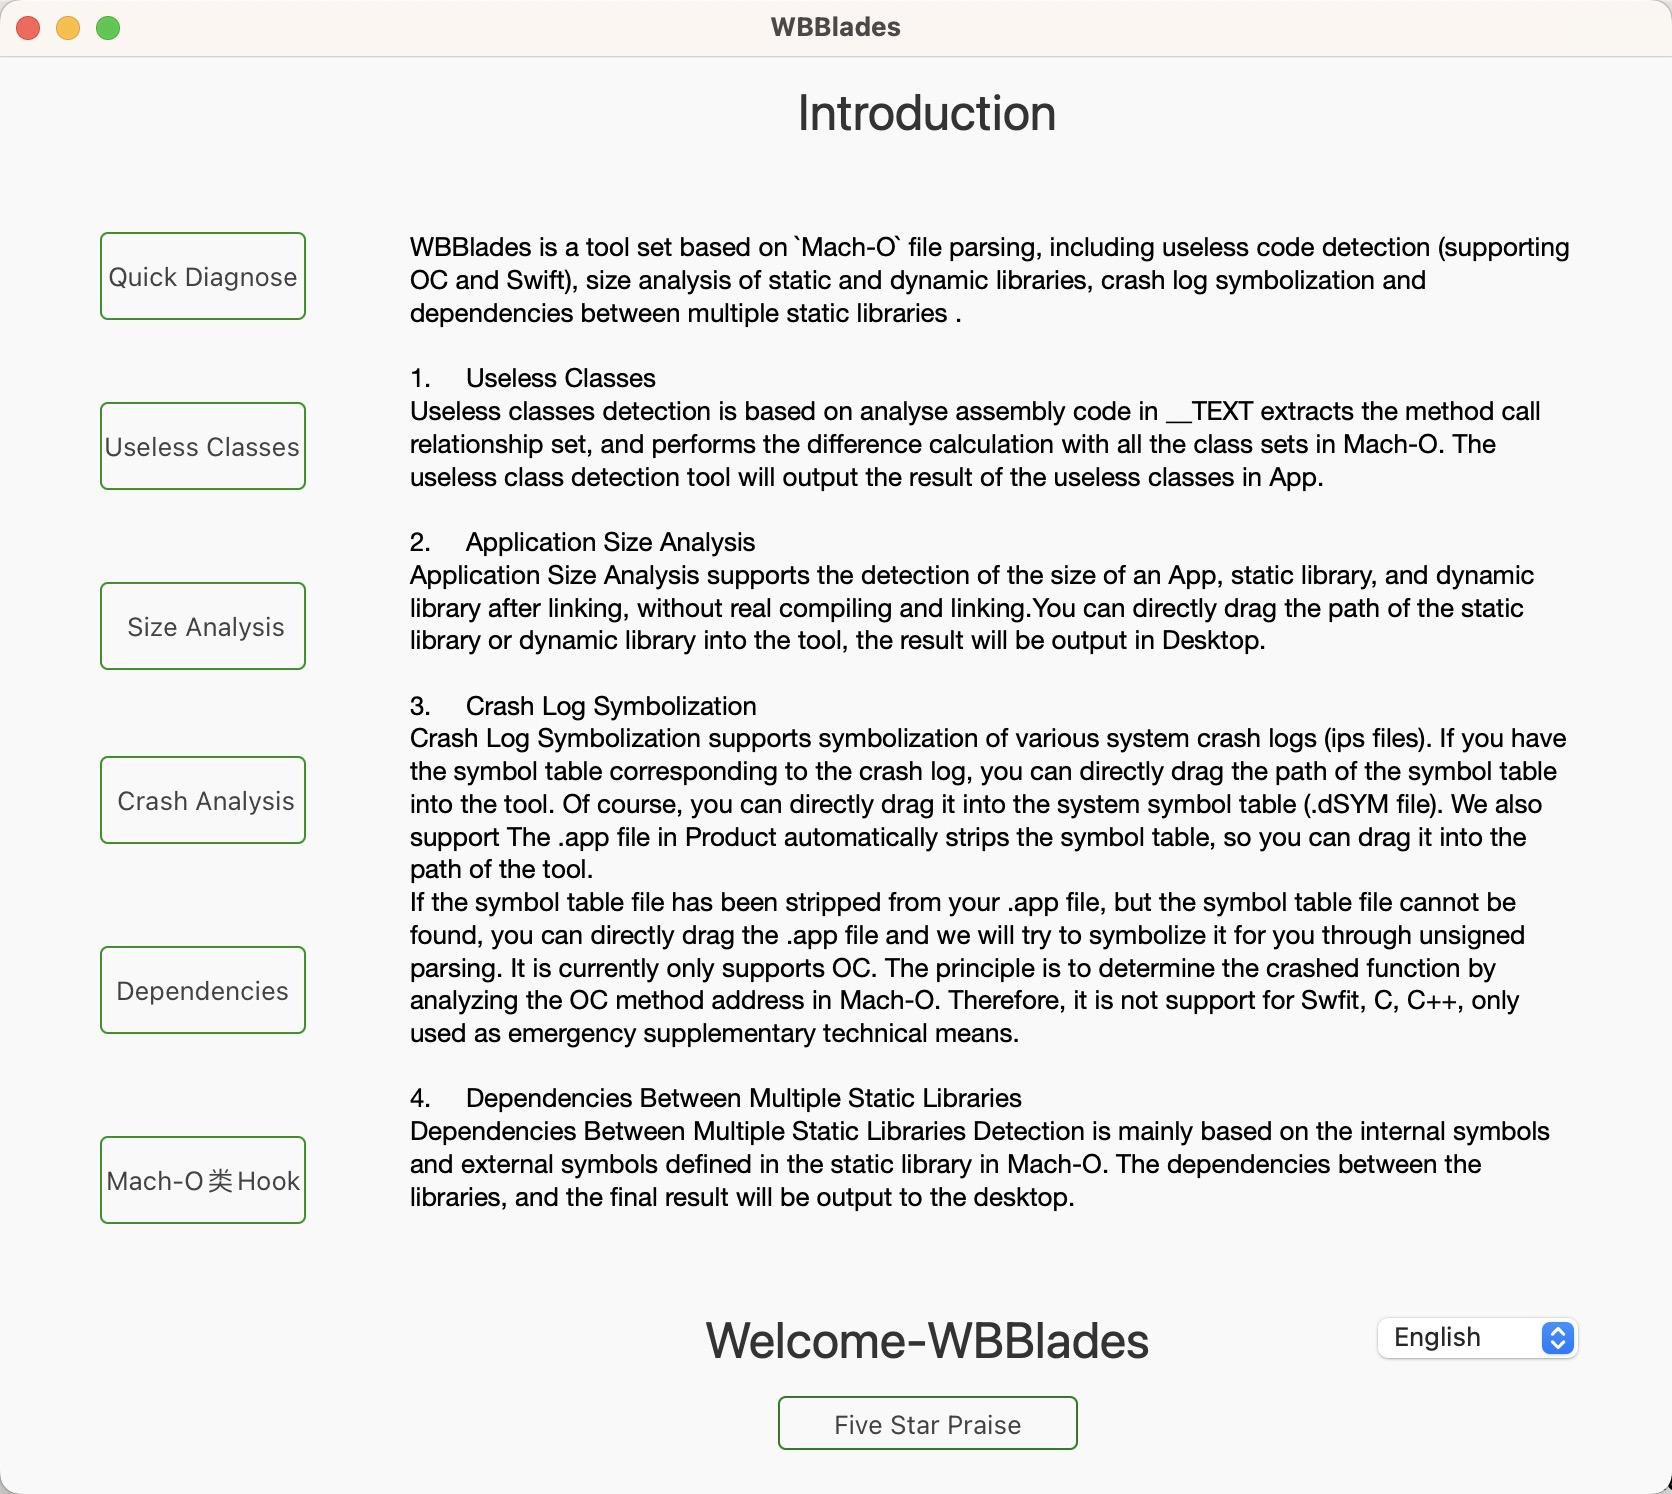 WBBlades
Introduction
Quick Diagnose
Useless Classes
Size Analysis
Crash Analysis
Dependencies
Mach-O类Hook
WBBlades is a tool set based on `Mach-O` file parsing, including useless code detection (supporting
OC and Swift), size analysis of static and dynamic libraries, crash log symbolization and
dependencies between multiple static libraries .
1. Useless Classes
Useless classes detection is based on analyse assembly code in __TEXT extracts the method call
relationship set, and performs the difference calculation with all the class sets in Mach-O. The
useless class detection tool will output the result of the useless classes in App.
2. Application Size Analysis
Application Size Analysis supports the detection of the size of an App, static library, and dynamic
library after linking, without real compiling and linking.You can directly drag the path of the static
library or dynamic library into the tool, the result will be output in Desktop.
3. Crash Log Symbolization
Crash Log Symbolization supports symbolization of various system crash logs (ips files). If you have
the symbol table corresponding to the crash log, you can directly drag the path of the symbol table
into the tool. Of course, you can directly drag it into the system symbol table (.dSYM file). We also
support The .app file in Product automatically strips the symbol table, so you can drag it into the
path of the tool.
If the symbol table file has been stripped from your .app file, but the symbol table file cannot be
found, you can directly drag the .app file and we will try to symbolize it for you through unsigned
parsing. It is currently only supports OC. The principle is to determine the crashed function by
analyzing the OC method address in Mach-O. Therefore, it is not support for Swfit, C, C++, only
used as emergency supplementary technical means.
4. Dependencies Between Multiple Static Libraries
Dependencies Between Multiple Static Libraries Detection is mainly based on the internal symbols
and external symbols defined in the static library in Mach-O. The dependencies between the
libraries, and the final result will be output to the desktop.
Welcome-WBBlades
English
Five Star Praise